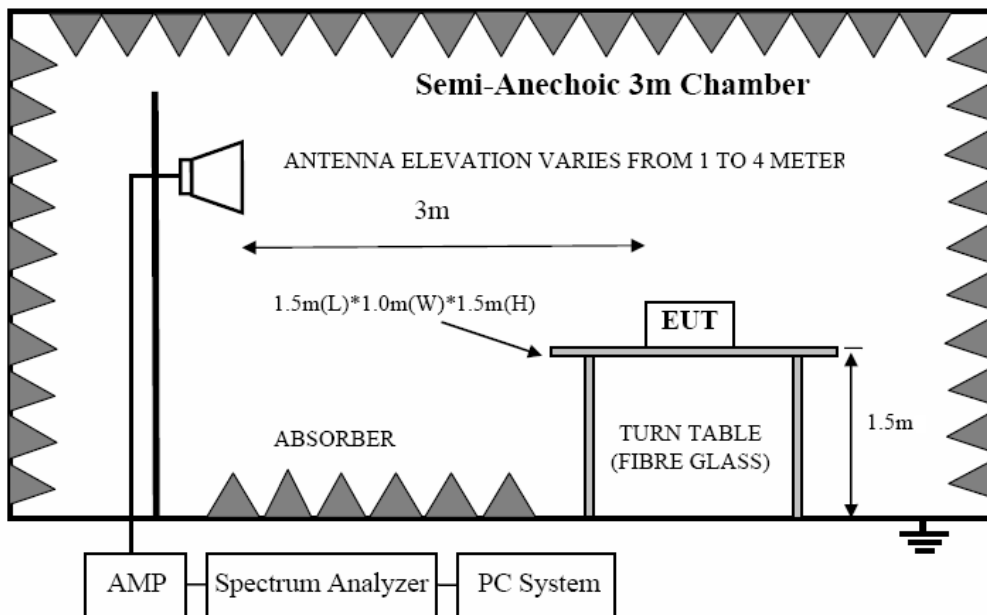 Semi-Anechoic 3m Chamber
ANTENNA ELEVATION VARIES FROM 1 TO 4 METER
3m
1.5m(L)*1.0m(W)*1.5m(H)
EUT
1.5m
ABSORBER
TURN TABLE
(FIBRE GLASS)
AMP
Spectrum Analyzer
PC System